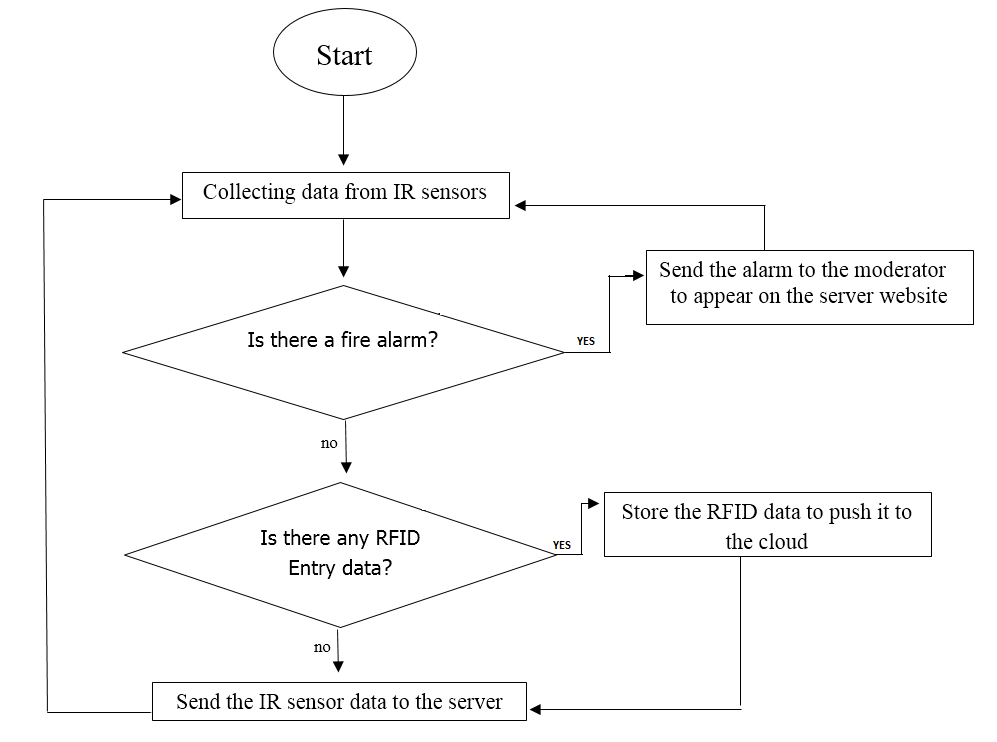 Start
Collecting data from IR sensors
Send the alarm to the moderator
to appear on the server website
Is there a fire alarm?
YES
no
Store the RFID data to push it to
the cloud
Is there any RFID
Entry data?
YES
no
Send the IR sensor data to the server